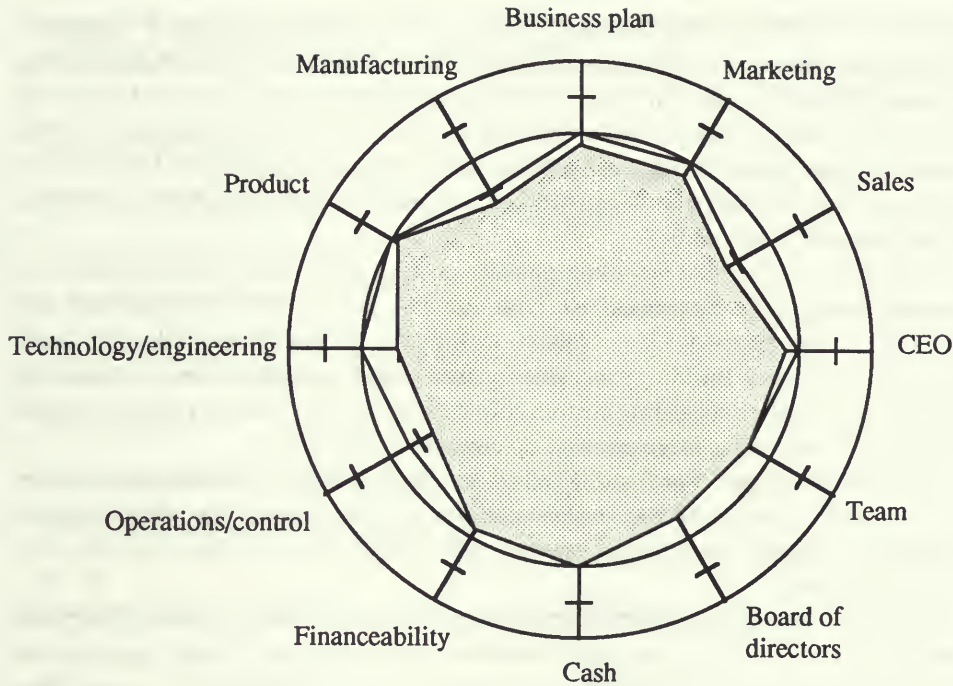 Business plan
Marketing
Sales
CEO
Team
Board of
directors
Cash
Financeability
Operations/control
Technology/engineering
Product
Manufacturing